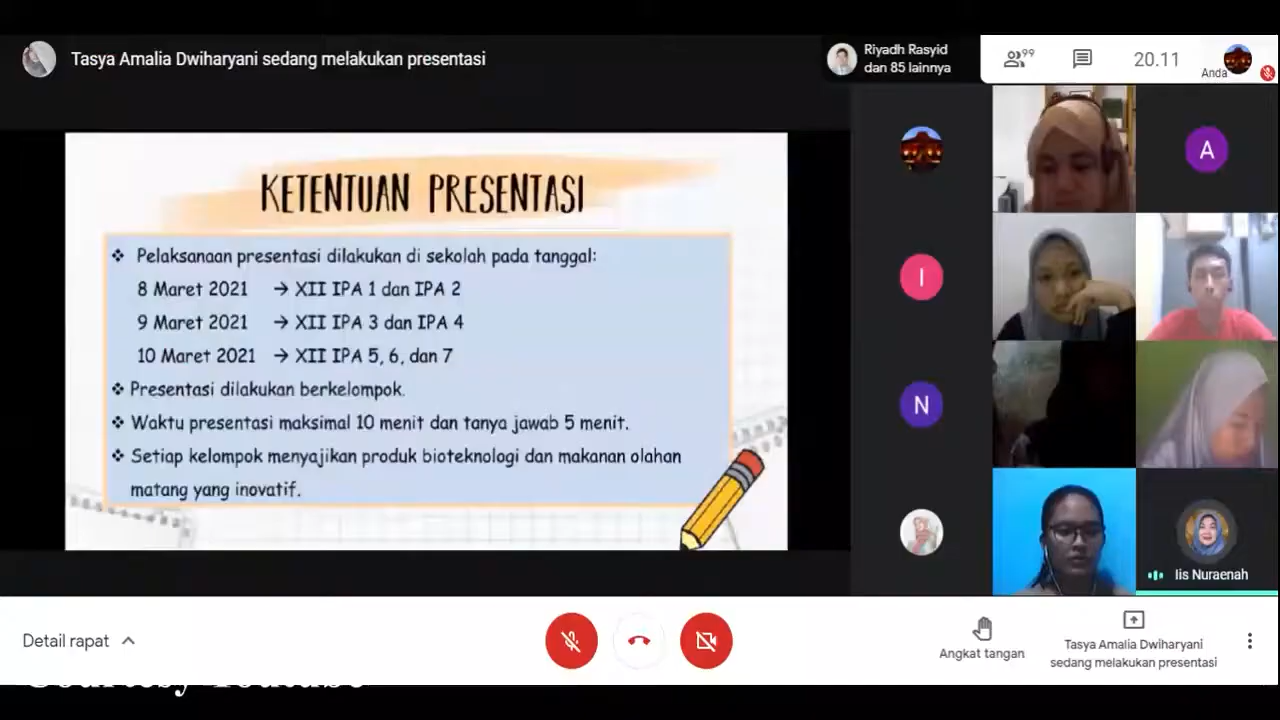 Tasya Amalia Dwiharyani sedang melakukan presentasi
Riyadh Rasyid
dan 85 lainnya
99
20.11
Anda
KETENTUAN PRESENTASI
❖ Pelaksanaan presentasi dilakukan di sekolah pada tanggal:
8 Maret 2021 → XII IPA 1 dan IPA 2
9 Maret 2021 → XII IPA 3 dan IPA 4
10 Maret 2021 → XII IPA 5, 6, dan 7
❖ Presentasi dilakukan berkelompok.
❖ Waktu presentasi maksimal 10 menit dan tanya jawab 5 menit.
❖ Setiap kelompok menyajikan produk bioteknologi dan makanan olahan
matang yang inovatif.
A
I
N
Iis Nuraenah
Detail rapat
Angkat tangan
Tasya Amalia Dwiharyani
sedang melakukan presentasi
Courtesy Youtube